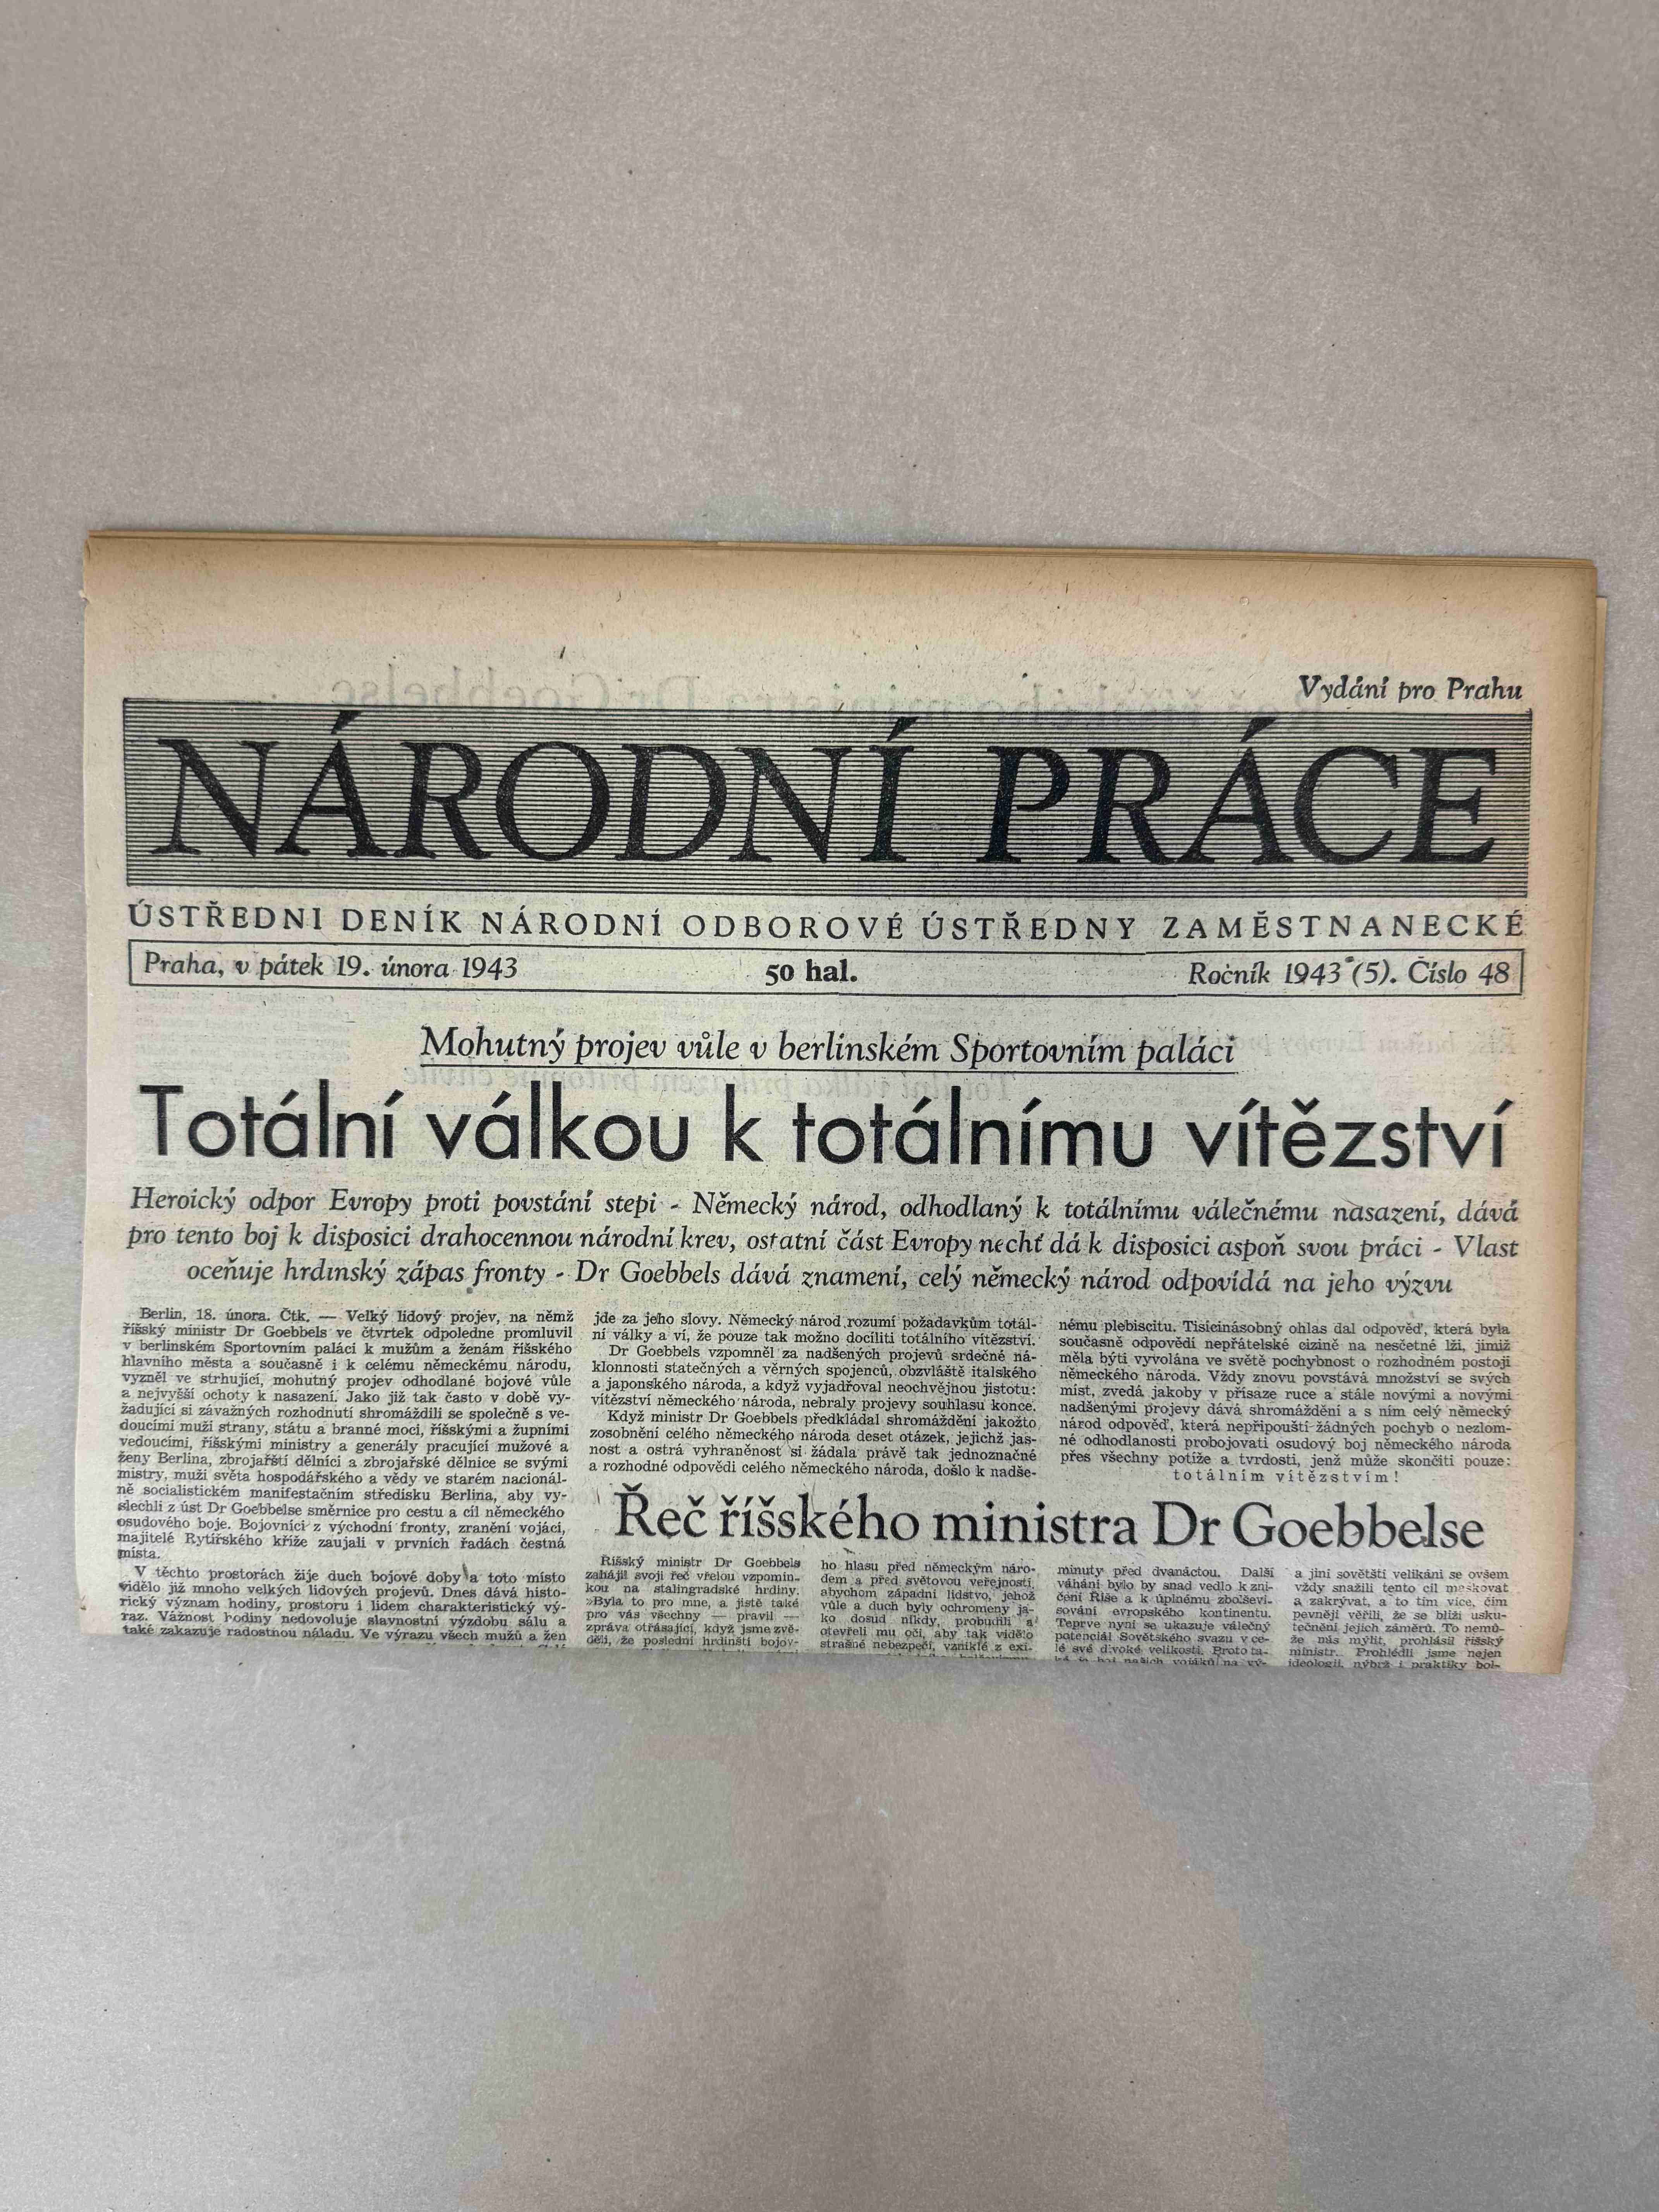 Vydání pro Prahu
NÁRODNÍ PRÁCE
ÚSTŘEDNI DENÍK NÁRODNÍ ODBOROVÉ ÚSTŘEDNY ZAMĚSTNANECKÉ
Praha, v pátek 19. února 1943
50 hal.
Ročník 1943 (5). Číslo 48
Mohutný projev vůle v berlinském Sportovním paláci
Totální válkou k totálnímu vítězství
Heroický odpor Evropy proti povstání stepi - Německý národ, odhodlaný k totálnímu válečnému nasazení, dává
pro tento boj k disposici drahocennou národní krev, ostatní část Evropy nechť dá k disposici aspoň svou práci - Vlast
oceňuje hrdinský zápas fronty - Dr Goebbels dává znamení, celý německý národ odpovídá na jeho výzvu
Berlin, 18. února. Čtk. — Velký lidový projev, na němž
říšský ministr Dr Goebbels ve čtvrtek odpoledne promluvil
v berlinském Sportovním paláci k mužům a ženám říšského
hlavního města a současně i k celému německému národu,
vyzněl ve strhující, mohutný projev odhodlané bojové vůle
a nejvyšší ochoty k nasazení. Jako již tak často v době vy-
žadující si závažných rozhodnutí shromáždili se společně s ve-
doucími muži strany, státu a branné moci, říšskými a župními
vedoucími, říšskými ministry a generály pracující mužové a
ženy Berlina, zbrojařští dělníci a zbrojařské dělnice se svými
mistry, muži světa hospodářského a vědy ve starém nacionál-
ně socialistickém manifestačním středisku Berlina, aby vy-
slechli z úst Dr Goebbelse směrnice pro cestu a cíl německého
osudového boje. Bojovníci z východní fronty, zranění vojáci,
majitelé Rytířského kříže zaujali v prvních řadách čestná
místa.
V těchto prostorách žije duch bojové doby a toto místo
vidělo již mnoho velkých lidových projevů. Dnes dává histo-
rický význam hodiny, prostoru i lidem charakteristický vý-
raz. Vážnost hodiny nedovoluje slavnostní výzdobu sálu a
také zakazuje radostnou náladu. Ve výrazu všech mužů a žen
jde za jeho slovy. Německý národ rozumí požadavkům totál-
ní války a ví, že pouze tak možno docíliti totálního vítězství.
Dr Goebbels vzpomněl za nadšených projevů srdečné ná-
klonnosti statečných a věrných spojenců, obzvláště italského
a japonského národa, a když vyjadřoval neochvějnou jistotu:
vítězství německého národa, nebraly projevy souhlasu konce.
Když ministr Dr Goebbels předkládal shromáždění jakožto
zosobnění celého německého národa deset otázek, jejichž jas-
nost a ostrá vyhraněnost si žádala právě tak jednoznačné
a rozhodné odpovědi celého německého národa, došlo k nadše-
nému plebiscitu. Tisícinásobný ohlas dal odpověď, která byla
současně odpovědí nepřátelské cizině na nesčetné lži, jimiž
měla býti vyvolána ve světě pochybnost o rozhodném postoji
německého národa. Vždy znovu povstává množství se svých
míst, zvedá jakoby v přísaze ruce a stále novými a novými
nadšenými projevy dává shromáždění a s ním celý německý
národ odpověď, která nepřipouští žádných pochyb o nezlom-
né odhodlanosti probojovati osudový boj německého národa
přes všechny potíže a tvrdosti, jenž může skončiti pouze:
totálním vítězstvím!
Řeč říšského ministra Dr Goebbelse
Říšský ministr Dr Goebbels
zahájil svoji řeč vřelou vzpomín-
kou na stalingradské hrdiny.
»Byla to pro mne, a jistě také
pro vás všechny — pravil —
zpráva otřásající, když jsme zvě-
děli, že poslední hrdinští bojov-
ho hlasu před německým náro-
dem a před světovou veřejností,
abychom západní lidstvo, jehož
vůle a duch byly ochromeny ja-
ko dosud nikdy, probudili a
otevřeli mu oči, aby tak vidělo
strašné nebezpečí, vzniklé z exi-
minuty před dvanáctou. Další
váhání bylo by snad vedlo k zni-
čení Říše a k úplnému zbolševi-
sování evropského kontinentu.
Teprve nyní se ukazuje válečný
potenciál Sovětského svazu v ce-
lé své divoké velikosti. Proto ta-
ké je boj našich vojáků na vý-
a jiní sovětští velikáni se ovšem
vždy snažili tento cíl maskovat
a zakrývat, a to tím více, čím
pevněji věřili, že se blíží usku-
tečnění jejich záměrů. To nemů-
že nás mýlit, prohlásil říšský
ministr. Prohlédli jsme nejen
ideologii, nýbrž i praktiky bol-